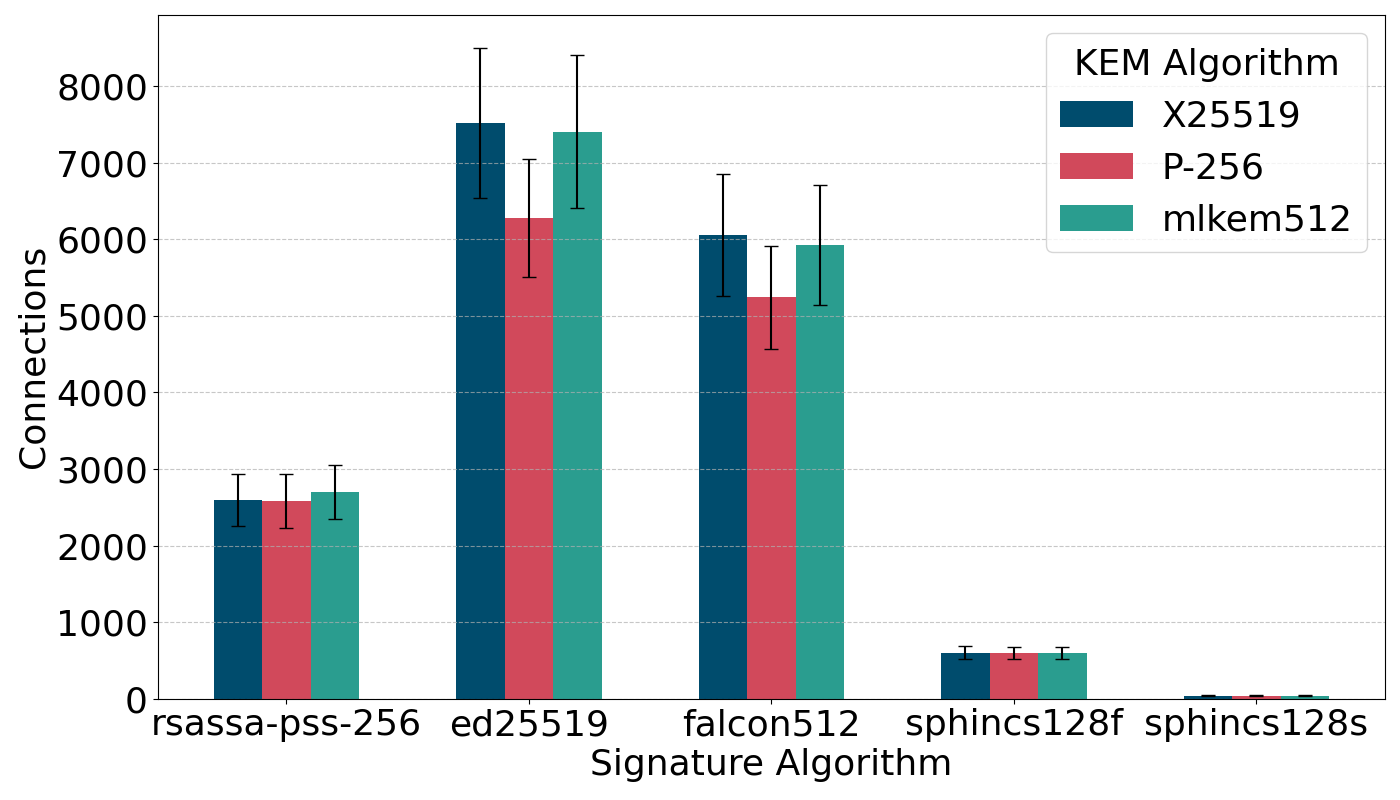 KEM Algorithm
X25519
P-256
mlkem512
8000
7000
6000
5000
4000
3000
2000
1000
0
Connections
rsassa-pss-256 ed25519 falcon512 sphincs128f sphincs128s
Signature Algorithm